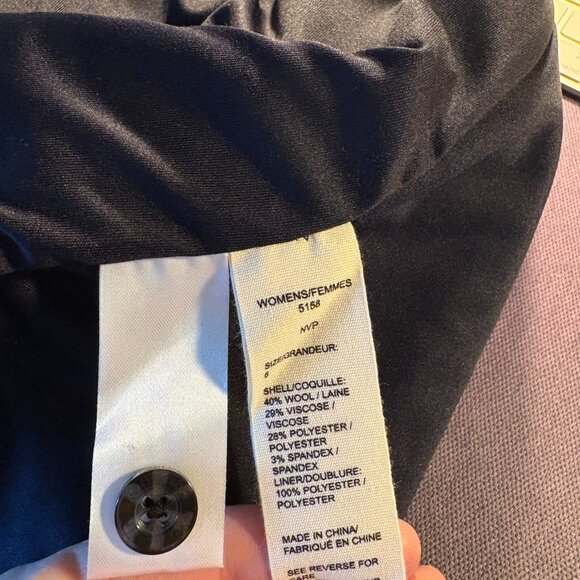 WOMENS/FEMMES
5158
NVP
SIZE/GRANDEUR:
8
SHELL/COQUILLE:
40% WOOL / LAINE
29% VISCOSE /
VISCOSE
28% POLYESTER /
POLYESTER
3% SPANDEX /
SPANDEX
LINER/DOUBLURE:
100% POLYESTER /
POLYESTER
MADE IN CHINA/
FABRIQUÉ EN CHINE
SEE REVERSE FOR
CARE